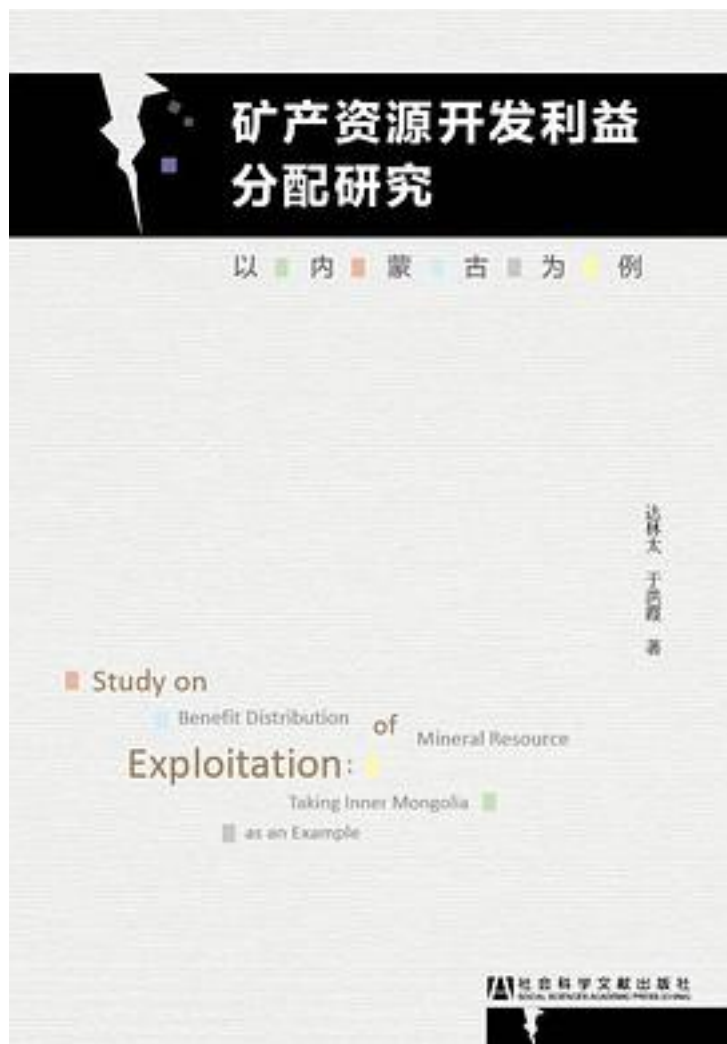 矿产资源开发利益
分配研究
以内蒙古为例
达林太 于洪霞 著
Study on
Benefit Distribution
of
Mineral Resource
Exploitation:
Taking Inner Mongolia
as an Example
社会科学文献出版社
SOCIAL SCIENCES ACADEMIC PRESS (CHINA)